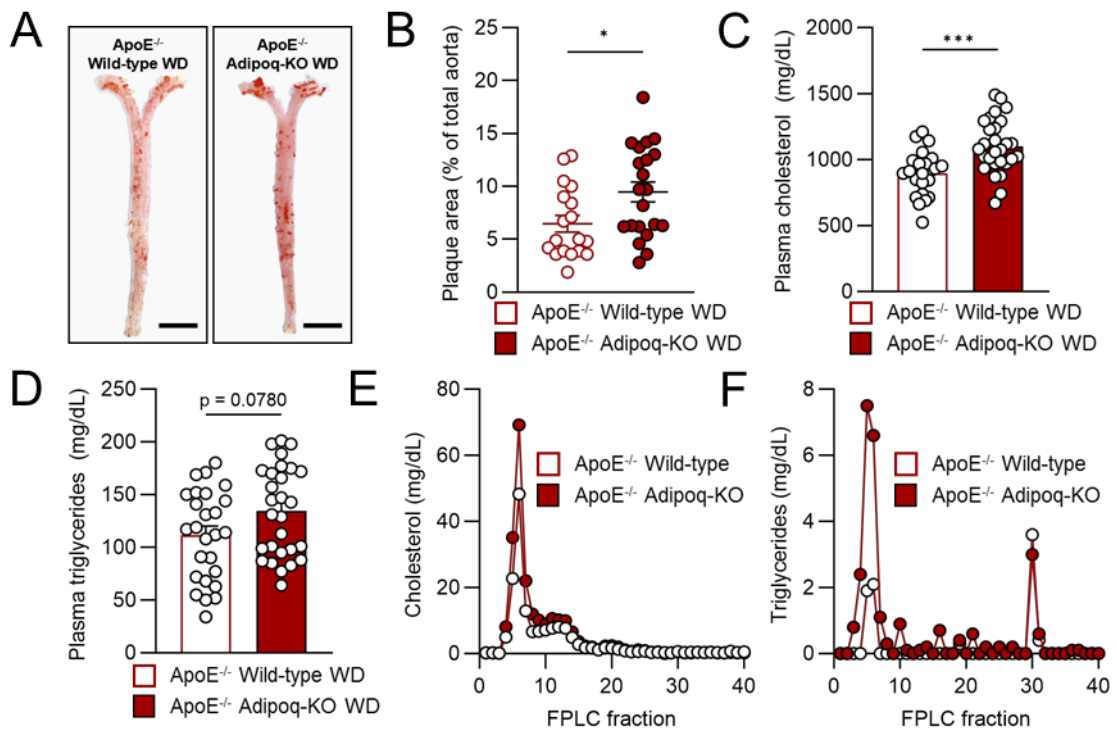 A
ApoE⁻/⁻
Wild-type WD
ApoE⁻/⁻
Adipoq-KO WD
B
Plaque area (% of total aorta)
25
20
15
10
5
0
*
ApoE⁻/⁻ Wild-type WD
ApoE⁻/⁻ Adipoq-KO WD
C
Plasma cholesterol (mg/dL)
2000
1500
1000
500
0
***
ApoE⁻/⁻ Wild-type WD
ApoE⁻/⁻ Adipoq-KO WD
D
Plasma triglycerides (mg/dL)
250
200
150
100
50
0
p = 0.0780
ApoE⁻/⁻ Wild-type WD
ApoE⁻/⁻ Adipoq-KO WD
E
Cholesterol (mg/dL)
80
60
40
20
0
ApoE⁻/⁻ Wild-type
ApoE⁻/⁻ Adipoq-KO
0 10 20 30 40
FPLC fraction
F
Triglycerides (mg/dL)
8
6
4
2
0
ApoE⁻/⁻ Wild-type
ApoE⁻/⁻ Adipoq-KO
0 10 20 30 40
FPLC fraction